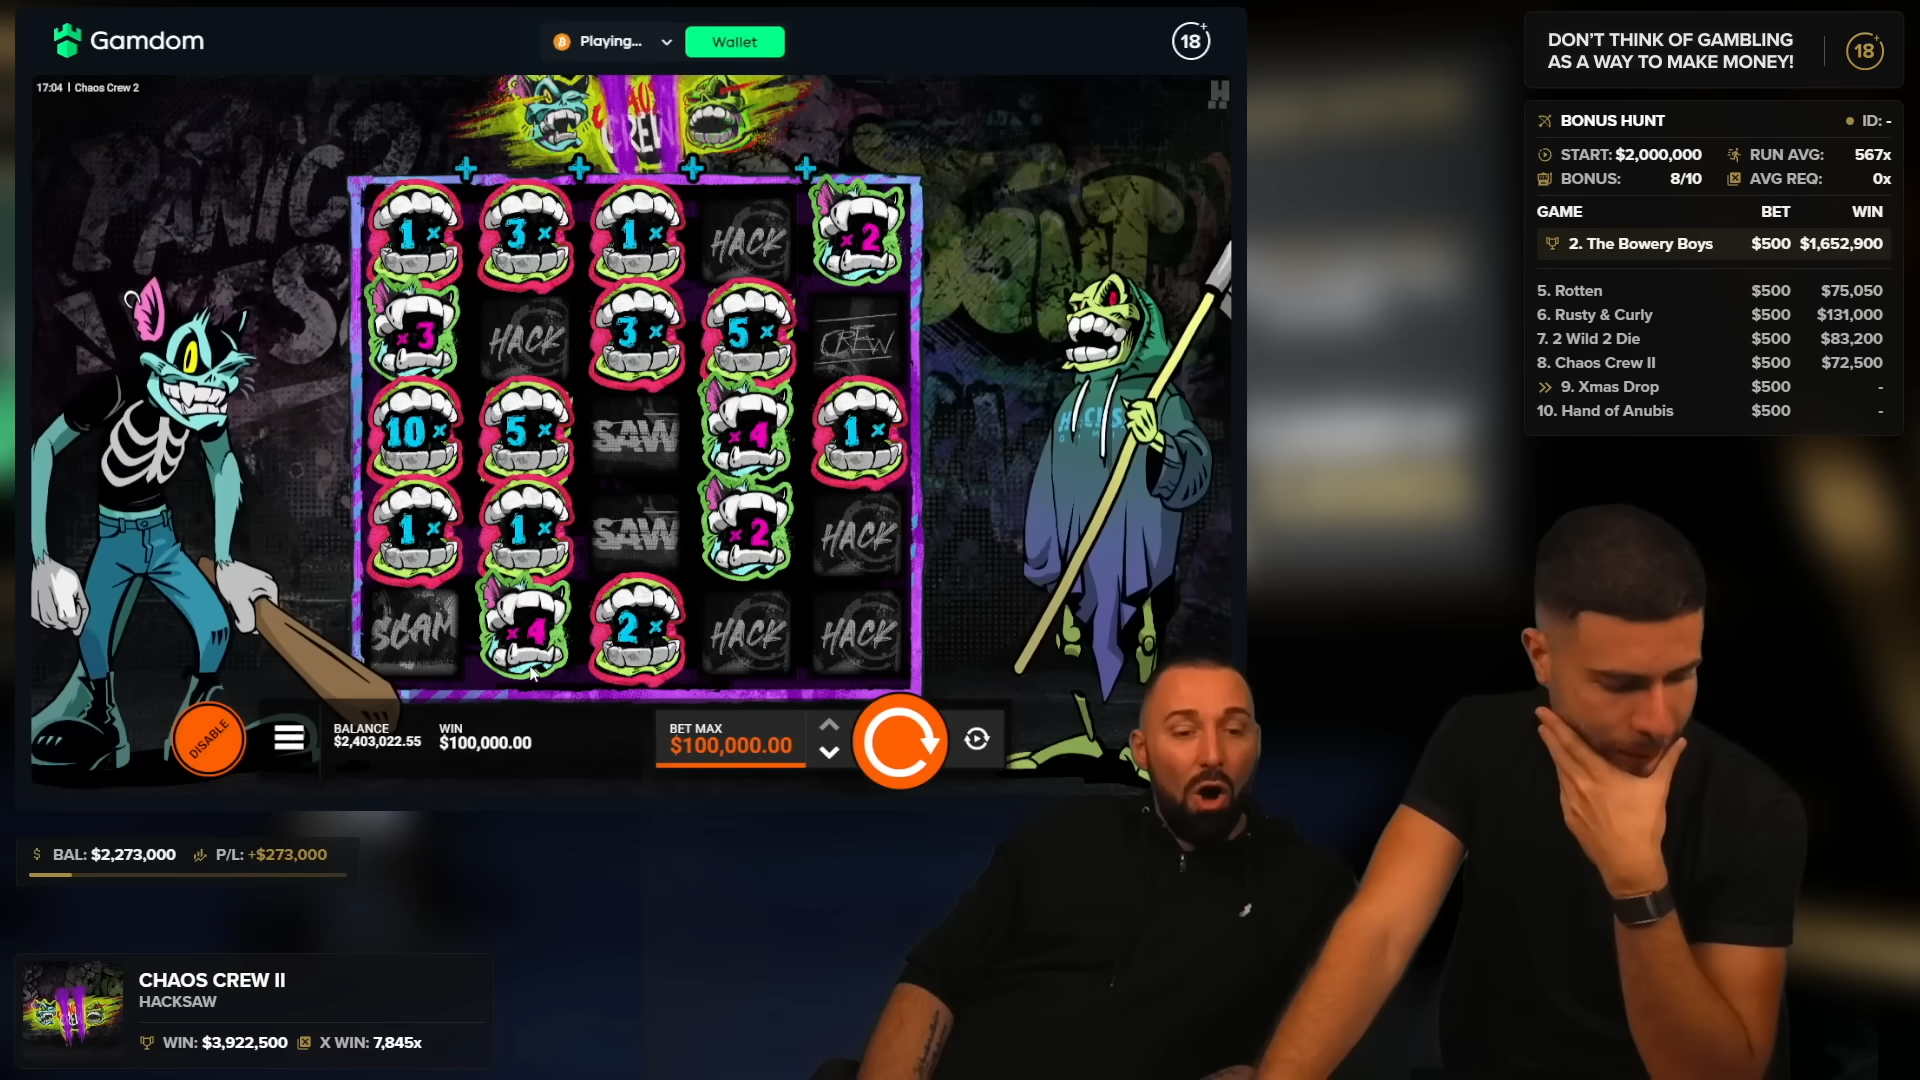 Gamdom
Playing...
Wallet
18+
17:04 | Chaos Crew 2
CREW
1 x
3 x
1 x
HACK
x 2
x 3
HACK
3 x
5 x
CREW
10 x
5 x
SAW
x 4
1 x
1 x
1 x
SAW
x 2
HACK
SCAM
x 4
2 x
HACK
HACK
DISABLE
BALANCE
$2,403,022.55
WIN
$100,000.00
BET MAX
$100,000.00
BAL: $2,273,000
P/L: +$273,000
CHAOS CREW II
HACKSAW
WIN: $3,922,500
X WIN: 7,845x
DON'T THINK OF GAMBLING
AS A WAY TO MAKE MONEY!
18+
BONUS HUNT
ID: -
START: $2,000,000
RUN AVG: 567x
BONUS: 8/10
AVG REQ: 0x
GAME BET WIN
2. The Bowery Boys $500 $1,652,900
5. Rotten $500 $75,050
6. Rusty & Curly $500 $131,000
7. 2 Wild 2 Die $500 $83,200
8. Chaos Crew II $500 $72,500
9. Xmas Drop $500 -
10. Hand of Anubis $500 -